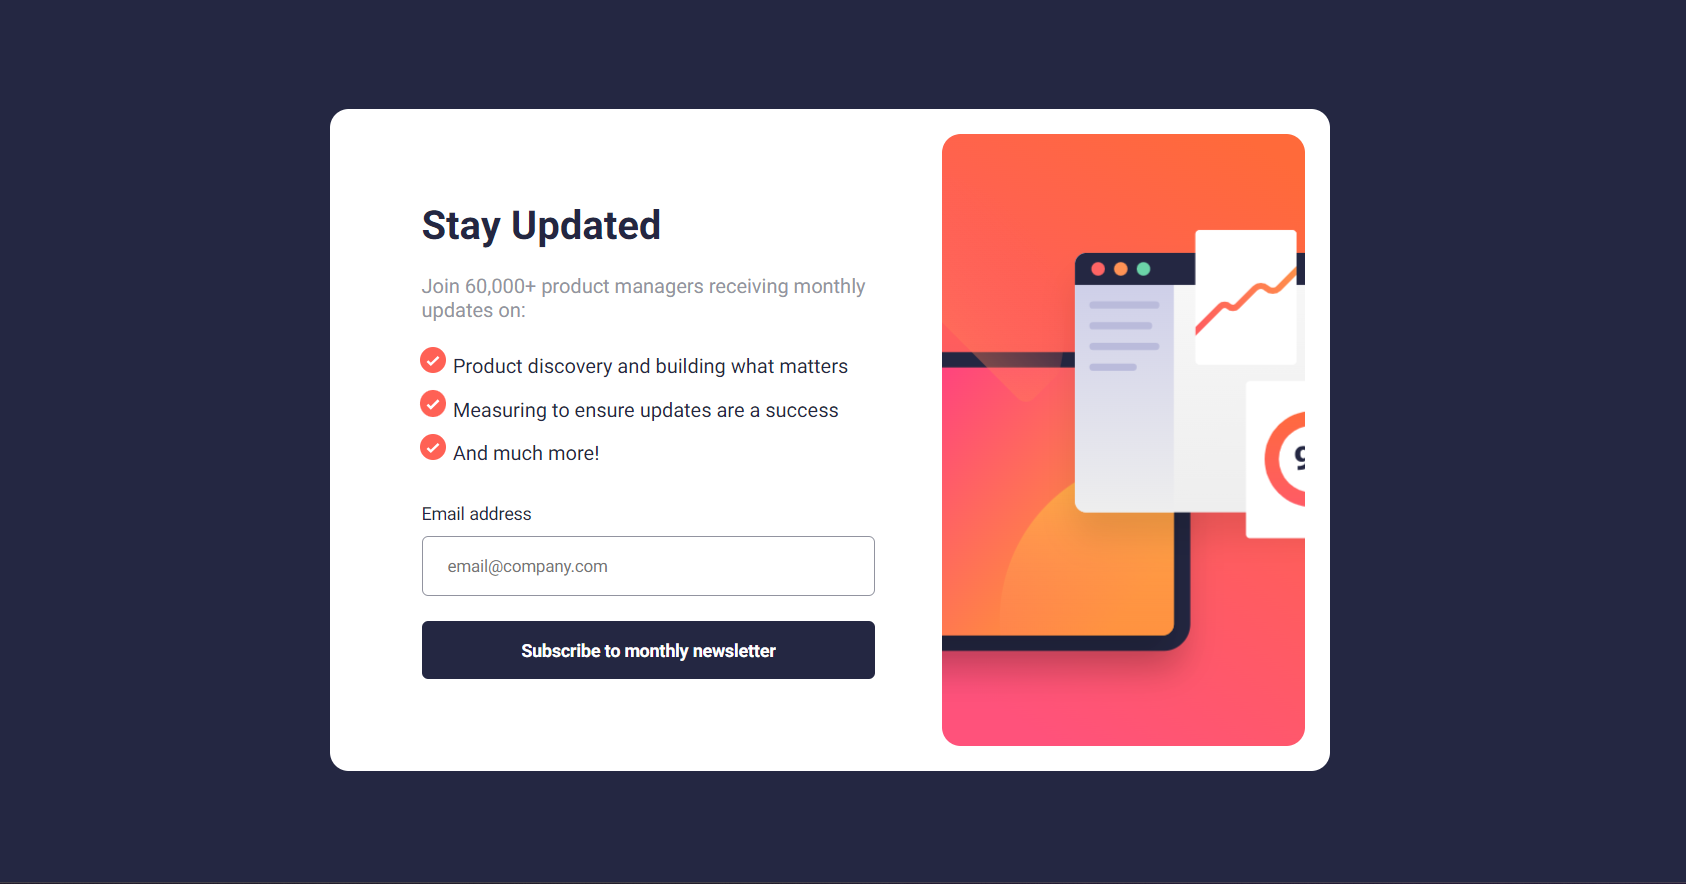 Stay Updated
Join 60,000+ product managers receiving monthly
updates on:
Product discovery and building what matters
Measuring to ensure updates are a success
And much more!
Email address
email@company.com
Subscribe to monthly newsletter
9